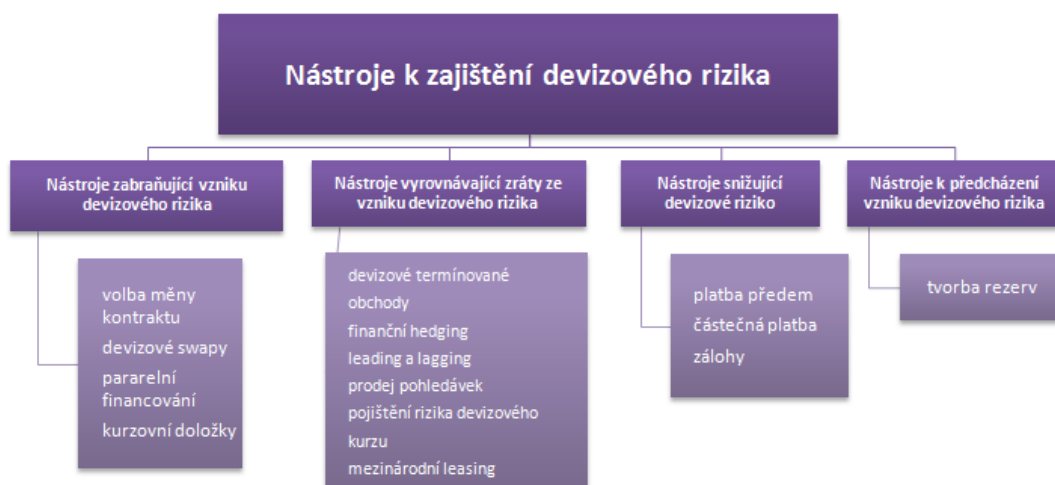 Nástroje k zajištění devizového rizika
Nástroje zabraňující vzniku
devizového rizika
volba měny
kontraktu
devizové swapy
pararelní
financování
kurzovní doložky
Nástroje vyrovnávající zráty ze
vzniku devizového rizika
devizové termínované
obchody
finanční hedging
leading a lagging
prodej pohledávek
pojištění rizika devizového
kurzu
mezinárodní leasing
Nástroje snižující
devizové riziko
platba předem
částečná platba
zálohy
Nástroje k předcházení
vzniku devizového rizika
tvorba rezerv